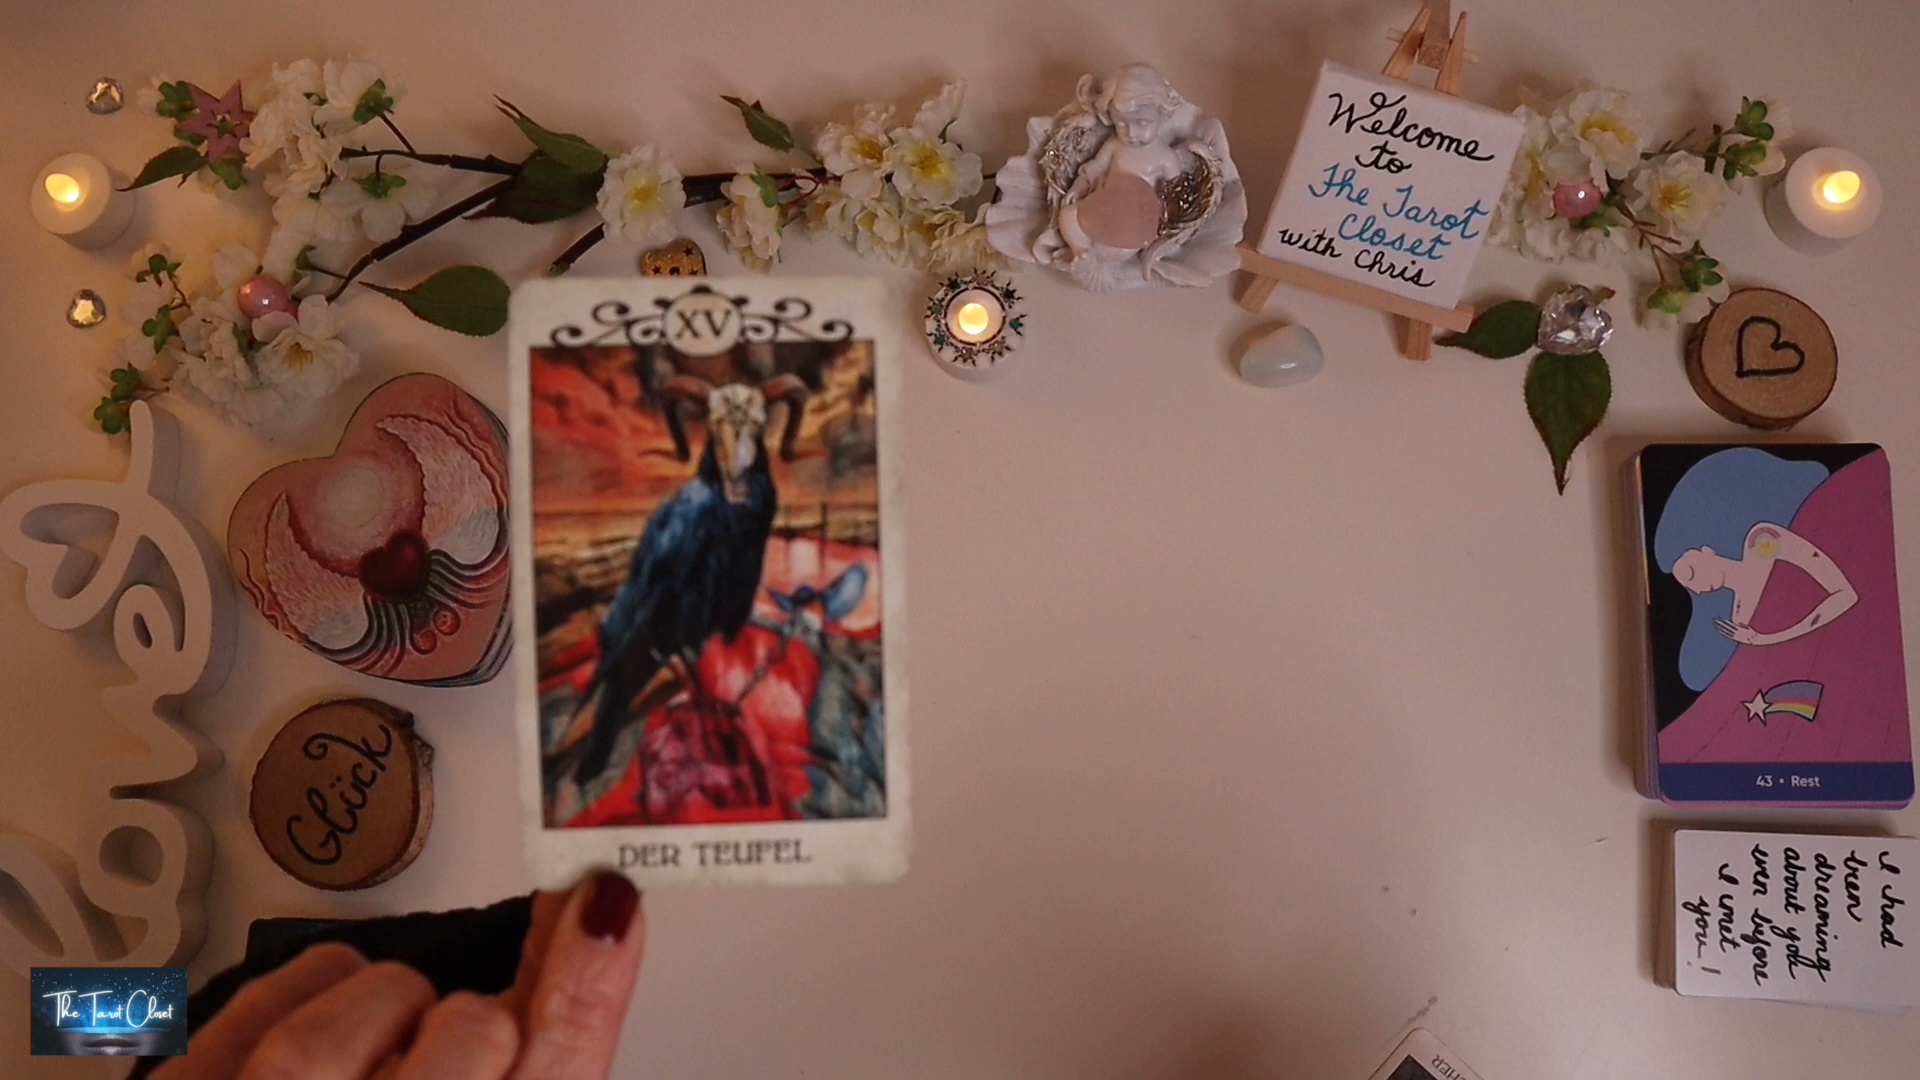 Welcome
to
The Tarot
Closet
with Chris
XV
DER TEUFEL
Glück
43 • Rest
I had
been
dreaming
about you
even before
I met
you!
The Tarot Closet